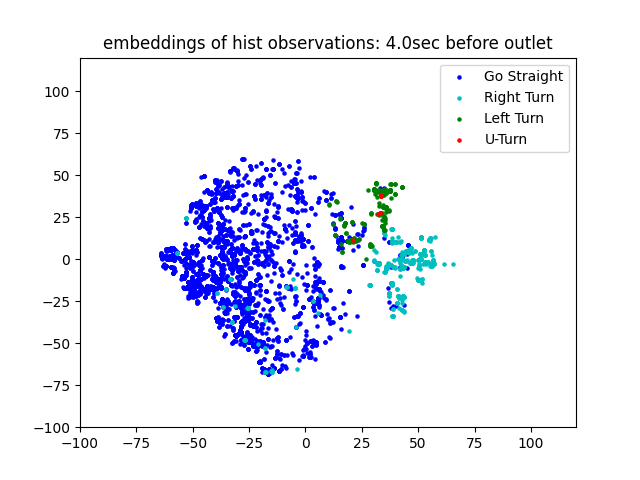 embeddings of hist observations: 4.0sec before outlet
Go Straight
Right Turn
Left Turn
U-Turn
100
75
50
25
0
−25
−50
−75
−100
−100 −75 −50 −25 0 25 50 75 100